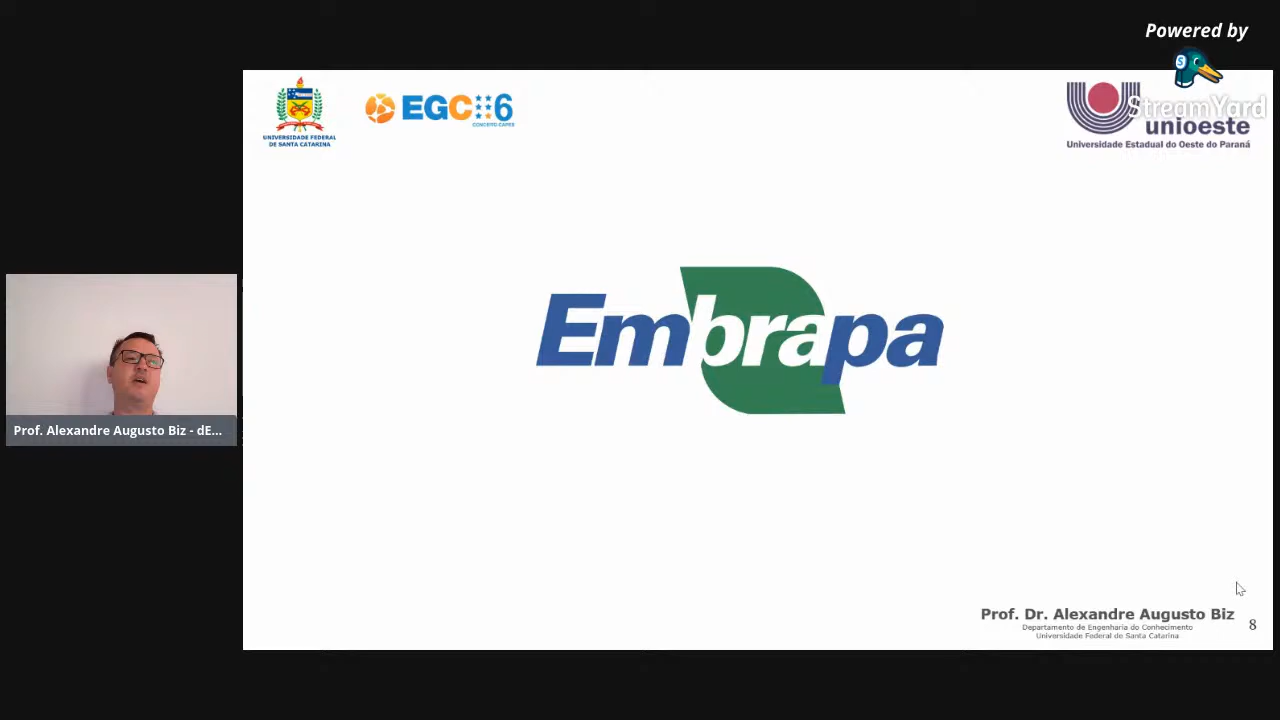 Powered by
StreamYard
UNIVERSIDADE FEDERAL
DE SANTA CATARINA
EGC 6
CONCEITO CAPES
unioeste
Universidade Estadual do Oeste do Paraná
Embrapa
Prof. Alexandre Augusto Biz - dE...
Prof. Dr. Alexandre Augusto Biz
Departamento de Engenharia do Conhecimento
Universidade Federal de Santa Catarina
8